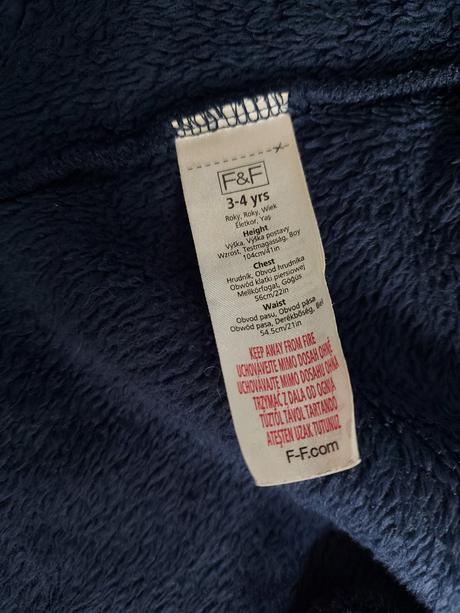 F&F
3-4 yrs
Roky, Roky, Wiek
Életkor, Yaş
Height
Výška, Výška postavy
Wzrost, Testmagasság, Boy
104cm/41in
Chest
Hrudník, Obvod hrudníka
Obwód klatki piersiowej
Mellkörfogat, Göğüs
56cm/22in
Waist
Obvod pasu, Obvod pása
Obwód pasa, Derékbőség, Bel
54.5cm/21in
KEEP AWAY FROM FIRE
UCHOVÁVEJTE MIMO DOSAH OHNĚ
UCHOVÁVAJTE MIMO DOSAHU OHŇA
TRZYMAĆ Z DALA OD OGNIA
TŰZTŐL TÁVOL TARTANDÓ
ATEŞTEN UZAK TUTUNUZ
F-F.com